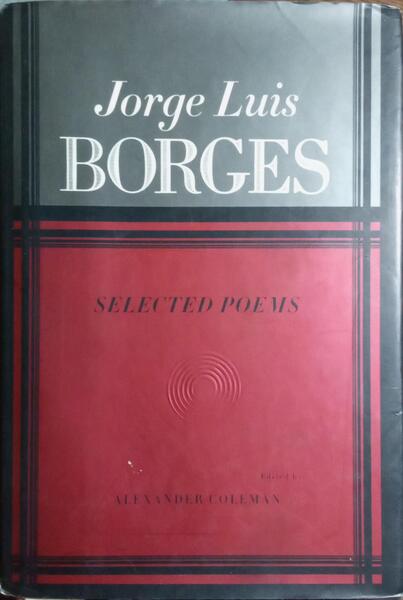 Jorge Luis
BORGES
SELECTED POEMS
Edited by
ALEXANDER COLEMAN